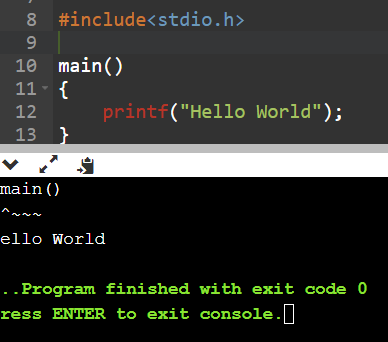 8 #include<stdio.h>
9
10 main()
11 {
12 printf("Hello World");
13 }
main()
^~~~
ello World
..Program finished with exit code 0
ress ENTER to exit console.